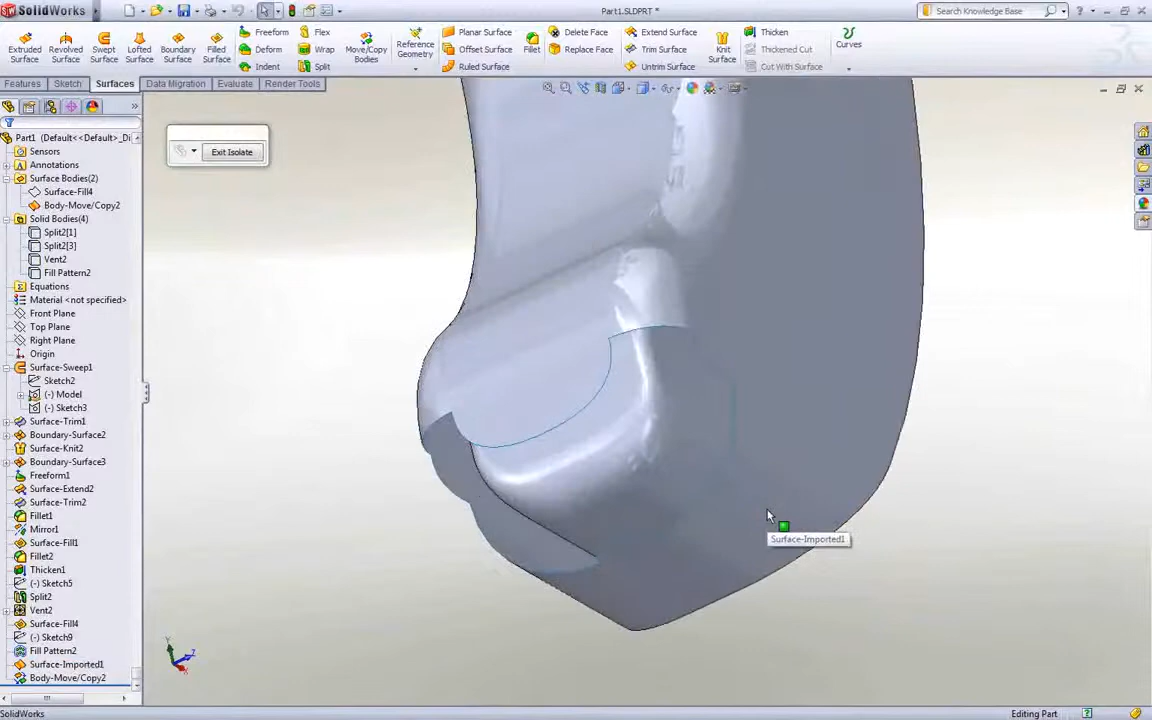 SolidWorks
Part1.SLDPRT *
Search Knowledge Base
Extruded Surface
Revolved Surface
Swept Surface
Lofted Surface
Boundary Surface
Filled Surface
Freeform
Deform
Indent
Flex
Wrap
Split
Move/Copy Bodies
Reference Geometry
Planar Surface
Offset Surface
Ruled Surface
Fillet
Delete Face
Replace Face
Extend Surface
Trim Surface
Untrim Surface
Knit Surface
Thicken
Thickened Cut
Cut With Surface
Curves
Features
Sketch
Surfaces
Data Migration
Evaluate
Render Tools
Exit Isolate
Part1 (Default<<Default>_Di
Sensors
Annotations
Surface Bodies(2)
Surface-Fill4
Body-Move/Copy2
Solid Bodies(4)
Split2[1]
Split2[3]
Vent2
Fill Pattern2
Equations
Material <not specified>
Front Plane
Top Plane
Right Plane
Origin
Surface-Sweep1
Sketch2
(-) Model
(-) Sketch3
Surface-Trim1
Boundary-Surface2
Surface-Knit2
Boundary-Surface3
Freeform1
Surface-Extend2
Surface-Trim2
Fillet1
Mirror1
Surface-Fill1
Fillet2
Thicken1
(-) Sketch5
Split2
Vent2
Surface-Fill4
(-) Sketch9
Fill Pattern2
Surface-Imported1
Body-Move/Copy2
Surface-Imported1
Y
Z
X
SolidWorks
Editing Part